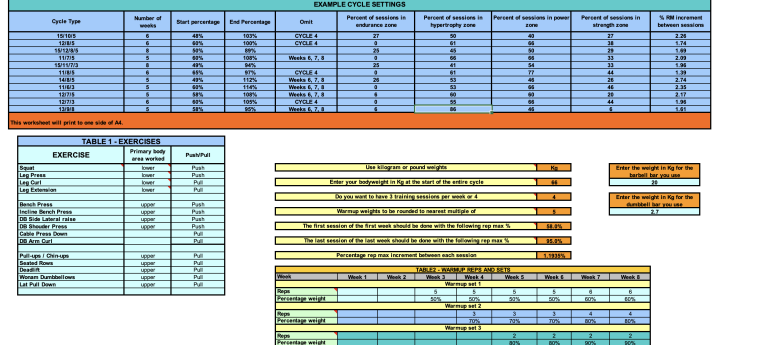 EXAMPLE CYCLE SETTINGS
Cycle Type Number of weeks Start percentage End Percentage Omit Percent of sessions in endurance zone Percent of sessions in hypertrophy zone Percent of sessions in power zone Percent of sessions in strength zone % RM increment between sessions
15/10/5 6 48% 103% CYCLE 4 27 50 40 27 2.26
12/8/5 6 60% 100% CYCLE 4 0 61 66 38 1.74
15/12/8/5 8 50% 89% 25 45 50 29 1.69
11/7/5 5 60% 108% Weeks 6, 7, 8 0 66 66 33 2.09
15/11/7/3 8 49% 94% 25 41 54 33 1.96
11/8/5 6 65% 97% CYCLE 4 0 61 77 44 1.39
14/8/5 5 49% 112% Weeks 6, 7, 8 26 53 46 26 2.74
11/6/3 5 60% 114% Weeks 6, 7, 8 0 53 66 46 2.35
12/7/5 5 58% 108% Weeks 6, 7, 8 6 60 60 20 2.17
12/7/3 6 60% 105% CYCLE 4 0 55 66 44 1.96
13/9/8 5 58% 95% Weeks 6, 7, 8 6 86 46 6 1.61
This worksheet will print to one side of A4.
TABLE 1 - EXERCISES
EXERCISE Primary body area worked Push/Pull
Squat lower Push
Leg Press lower Push
Leg Curl lower Pull
Leg Extension lower Pull
Bench Press upper Push
Incline Bench Press upper Push
DB Side Lateral raise upper Push
DB Shouder Press upper Push
Cable Press Down Pull
DB Arm Curl Pull
Pull-ups / Chin-ups upper Pull
Seated Rows upper Pull
Deadlift upper Pull
Wonam Dumbbellows upper Pull
Lat Pull Down upper Pull
Use kilogram or pound weights Kg
Enter your bodyweight in Kg at the start of the entire cycle 66
Do you want to have 3 training sessions per week or 4 4
Warmup weights to be rounded to nearest multiple of 5
The first session of the first week should be done with the following rep max % 58.0%
The last session of the last week should be done with the following rep max % 95.0%
Percentage rep max increment between each session 1.1935%
Enter the weight in Kg for the barbell bar you use
20
Enter the weight in Kg for the dumbbell bar you use
2.7
TABLE2 - WARMUP REPS AND SETS
Week Week 1 Week 2 Week 3 Week 4 Week 5 Week 6 Week 7 Week 8
Warmup set 1
Reps 5 5 5 5 6 6
Percentage weight 50% 50% 50% 50% 60% 60%
Warmup set 2
Reps 3 3 3 4 4
Percentage weight 70% 70% 70% 80% 80%
Warmup set 3
Reps 2 2 2 2
Percentage weight 80% 80% 90% 90%